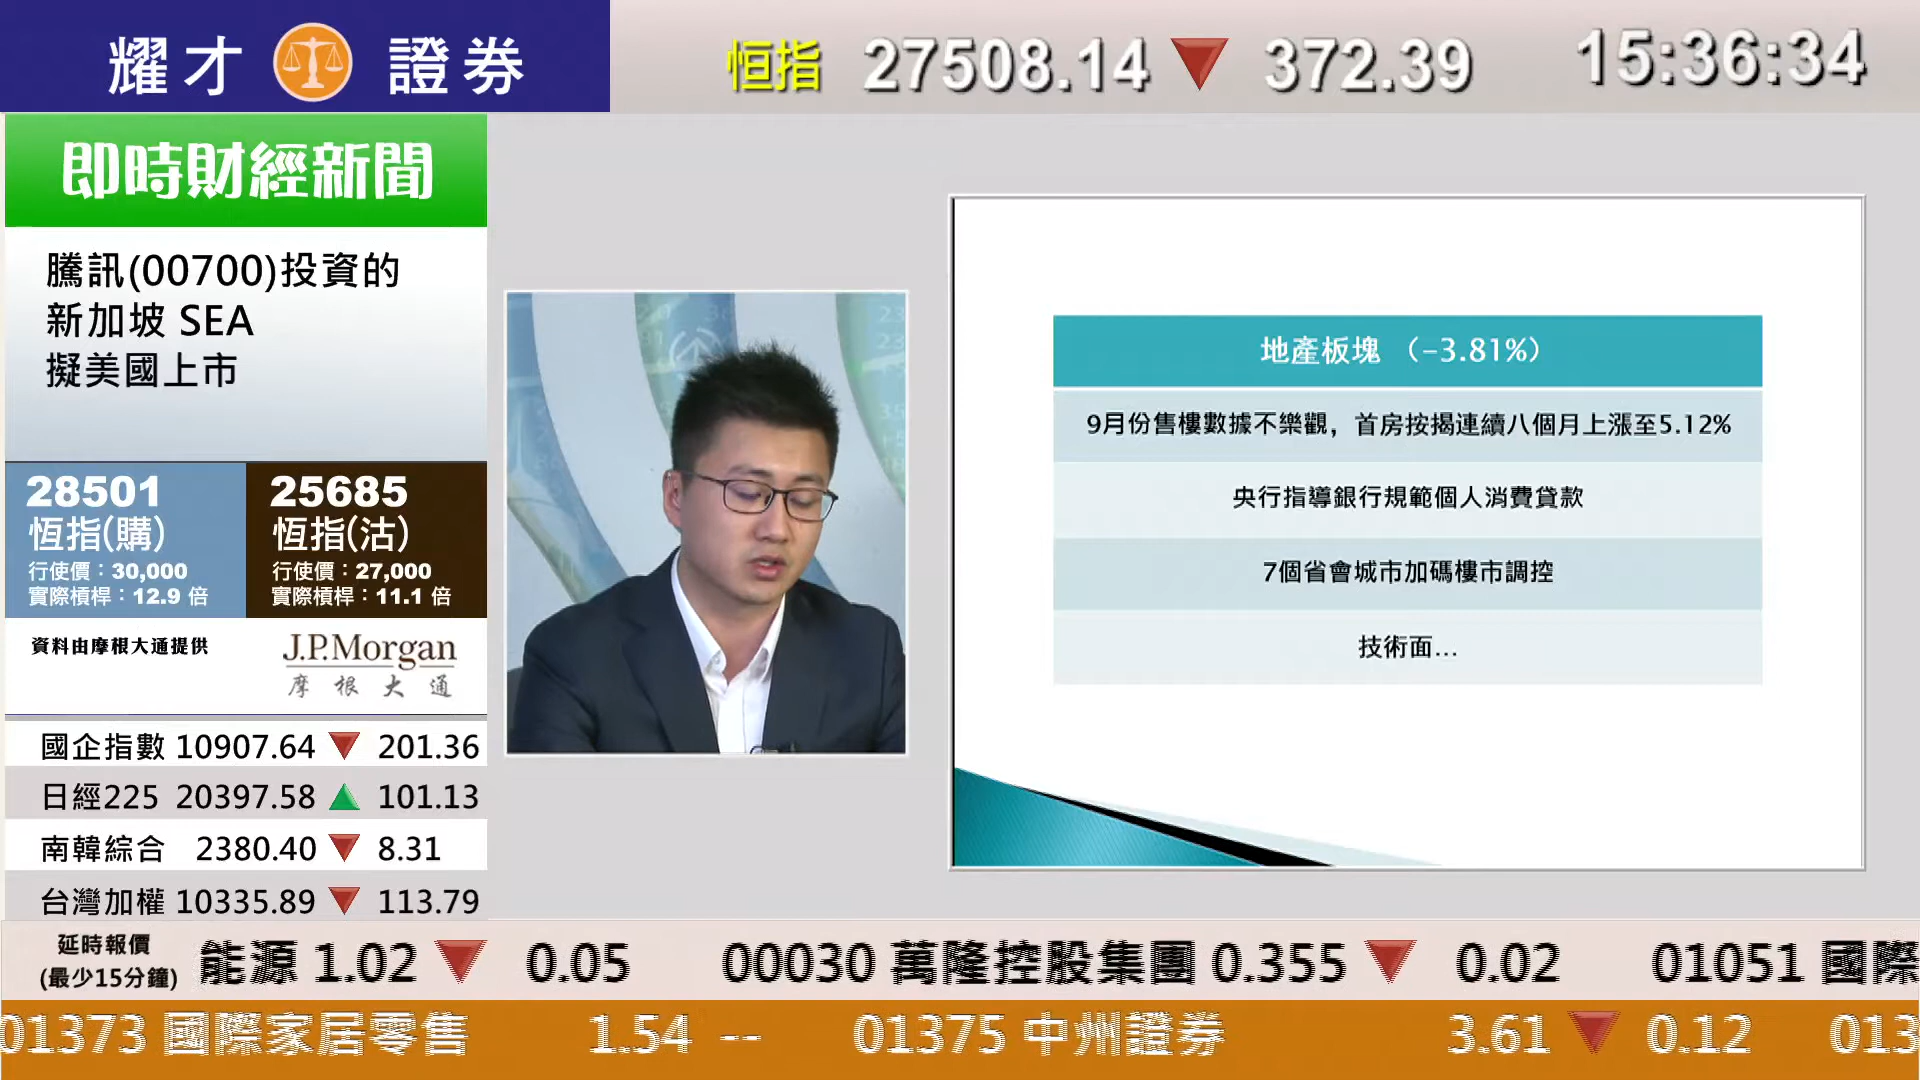 耀才 證券
恒指 27508.14 ▼ 372.39 15:36:34
即時財經新聞
騰訊(00700)投資的
新加坡 SEA
擬美國上市
28501
恆指(購)
行使價：30,000
實際槓桿：12.9 倍
25685
恆指(沽)
行使價：27,000
實際槓桿：11.1 倍
資料由摩根大通提供
J.P.Morgan
摩根大通
國企指數 10907.64 ▼ 201.36
日經225 20397.58 ▲ 101.13
南韓綜合 2380.40 ▼ 8.31
台灣加權 10335.89 ▼ 113.79
地產板塊 （-3.81%）
9月份售樓數據不樂觀，首房按揭連續八個月上漲至5.12%
央行指導銀行規範個人消費貸款
7個省會城市加碼樓市調控
技術面...
延時報價
(最少15分鐘)
能源 1.02 ▼ 0.05 00030 萬隆控股集團 0.355 ▼ 0.02 01051 國際
01373 國際家居零售 1.54 -- 01375 中州證券 3.61 ▼ 0.12 013